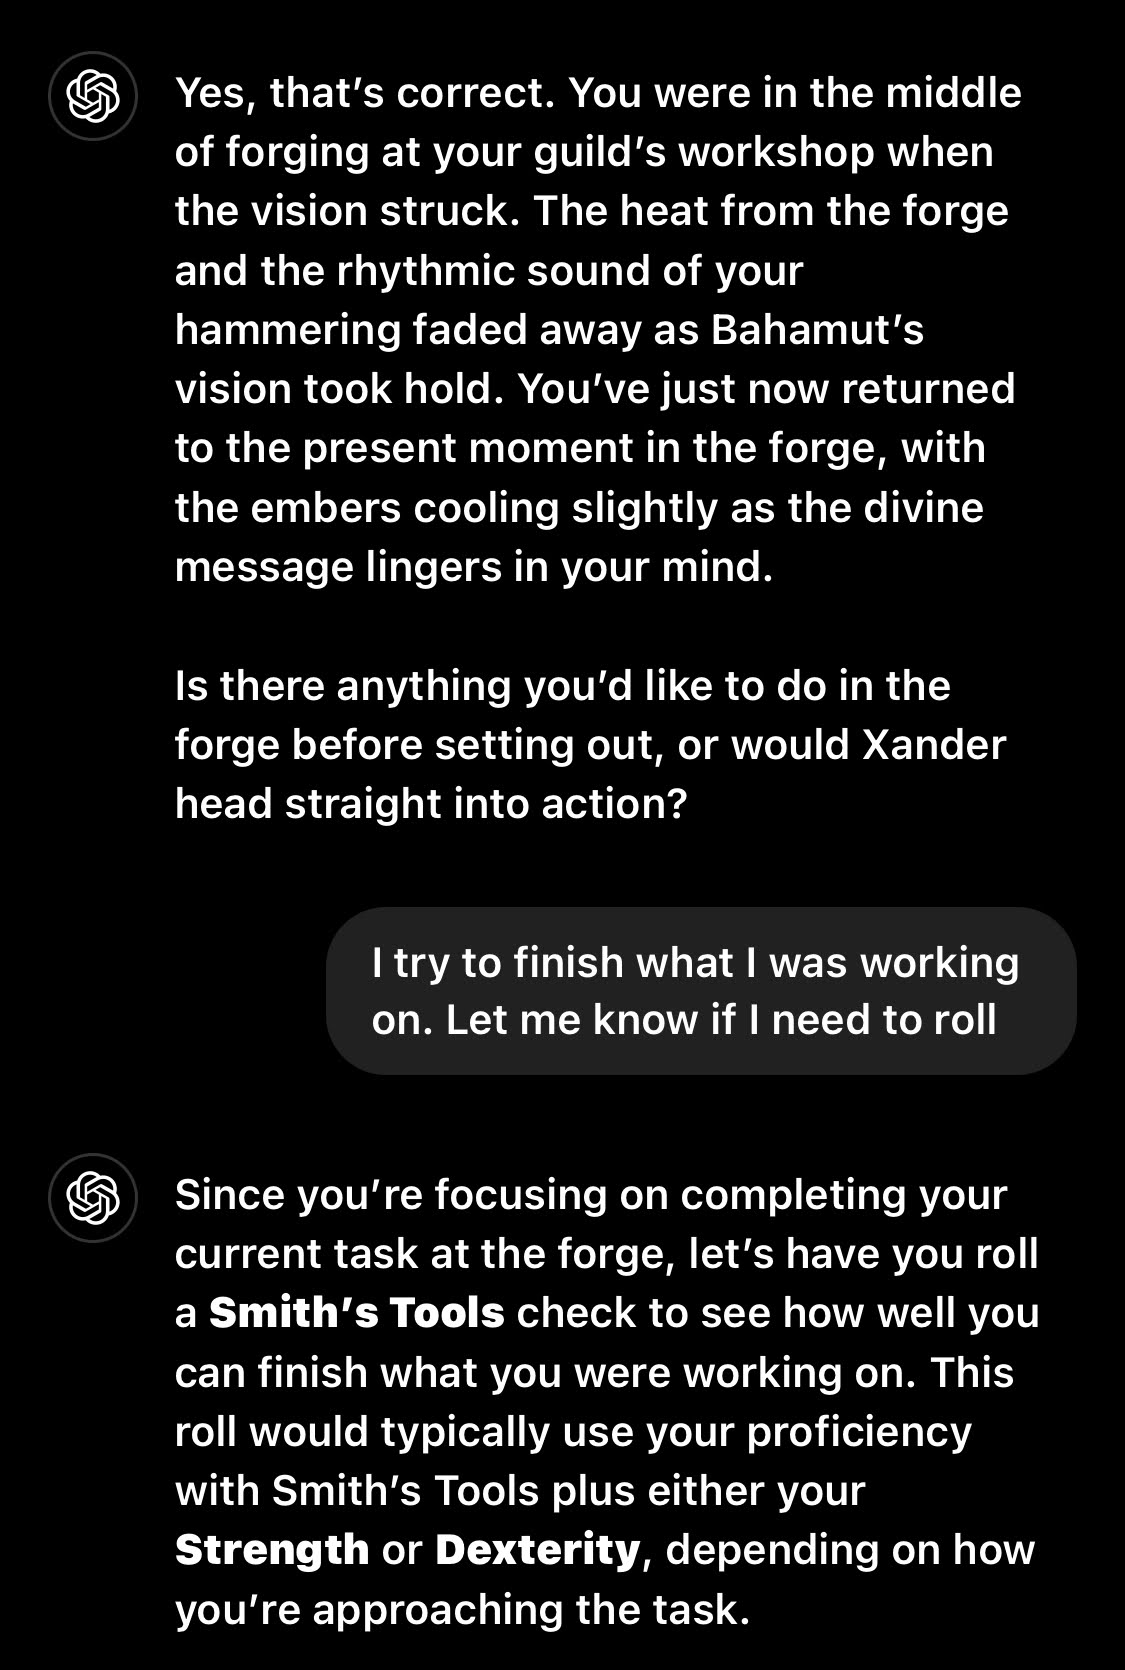 Yes, that’s correct. You were in the middle
of forging at your guild’s workshop when
the vision struck. The heat from the forge
and the rhythmic sound of your
hammering faded away as Bahamut’s
vision took hold. You’ve just now returned
to the present moment in the forge, with
the embers cooling slightly as the divine
message lingers in your mind.
Is there anything you’d like to do in the
forge before setting out, or would Xander
head straight into action?
I try to finish what I was working
on. Let me know if I need to roll
Since you’re focusing on completing your
current task at the forge, let’s have you roll
a Smith’s Tools check to see how well you
can finish what you were working on. This
roll would typically use your proficiency
with Smith’s Tools plus either your
Strength or Dexterity, depending on how
you’re approaching the task.